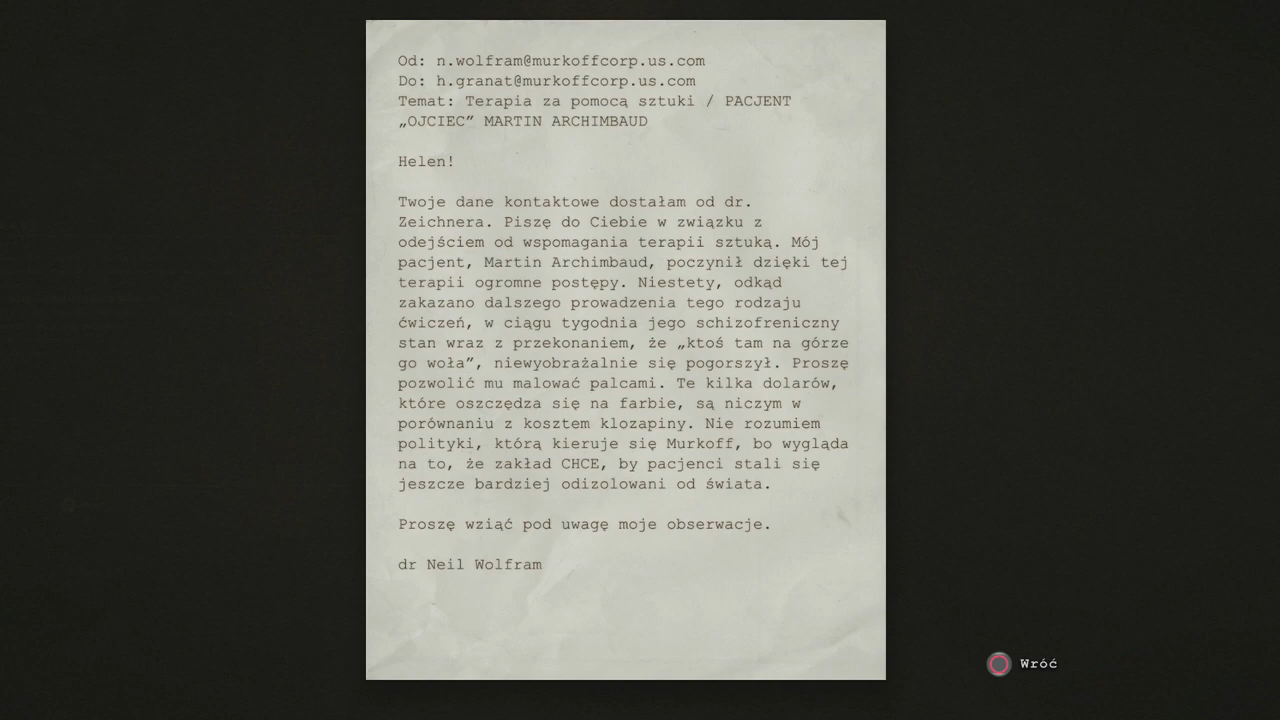 Od: n.wolfram@murkoffcorp.us.com
Do: h.granat@murkoffcorp.us.com
Temat: Terapia za pomocą sztuki / PACJENT
„OJCIEC” MARTIN ARCHIMBAUD
Helen!
Twoje dane kontaktowe dostałam od dr.
Zeichnera. Piszę do Ciebie w związku z
odejściem od wspomagania terapii sztuką. Mój
pacjent, Martin Archimbaud, poczynił dzięki tej
terapii ogromne postępy. Niestety, odkąd
zakazano dalszego prowadzenia tego rodzaju
ćwiczeń, w ciągu tygodnia jego schizofreniczny
stan wraz z przekonaniem, że „ktoś tam na górze
go woła”, niewyobrażalnie się pogorszył. Proszę
pozwolić mu malować palcami. Te kilka dolarów,
które oszczędza się na farbie, są niczym w
porównaniu z kosztem klozapiny. Nie rozumiem
polityki, którą kieruje się Murkoff, bo wygląda
na to, że zakład CHCE, by pacjenci stali się
jeszcze bardziej odizolowani od świata.
Proszę wziąć pod uwagę moje obserwacje.
dr Neil Wolfram
Wróć